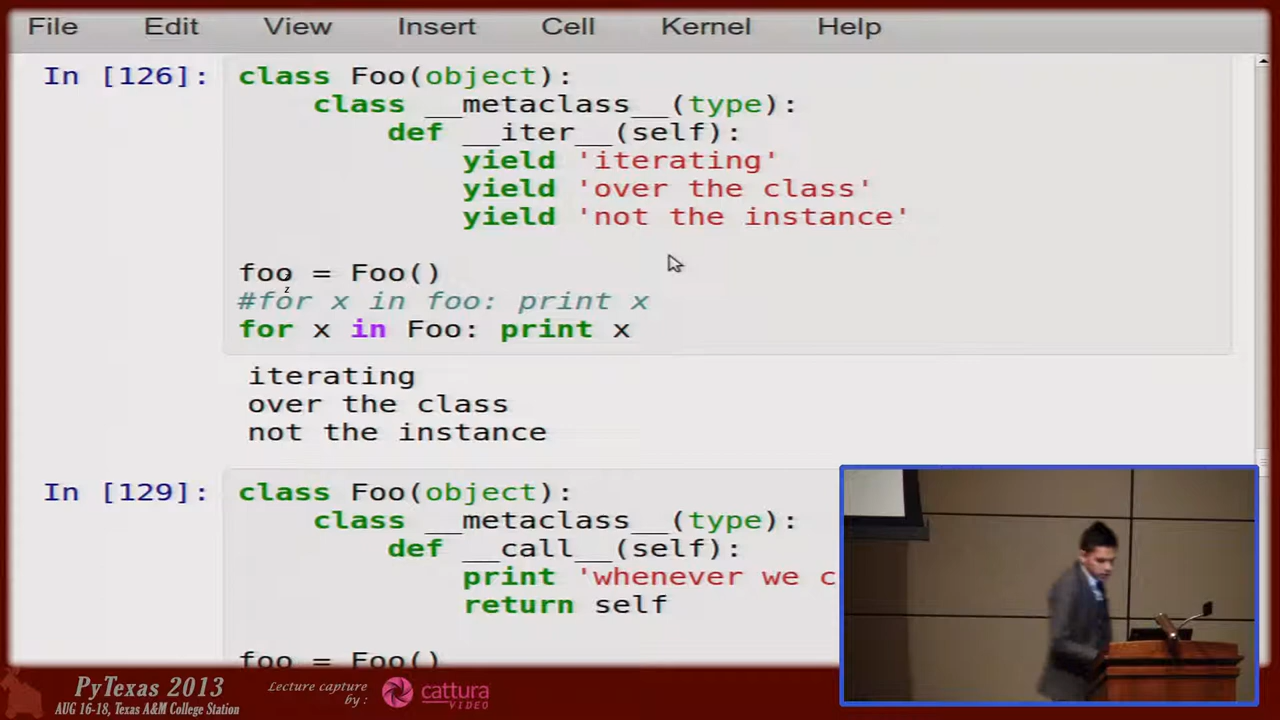 File Edit View Insert Cell Kernel Help
In [126]: class Foo(object):
class __metaclass__(type):
def __iter__(self):
yield 'iterating'
yield 'over the class'
yield 'not the instance'
foo = Foo()
#for x in foo: print x
for x in Foo: print x
iterating
over the class
not the instance
In [129]: class Foo(object):
class __metaclass__(type):
def __call__(self):
print 'whenever we c
return self
foo = Foo()
PyTexas 2013
AUG 16-18, Texas A&M College Station
Lecture capture
by :
cattura
VIDEO